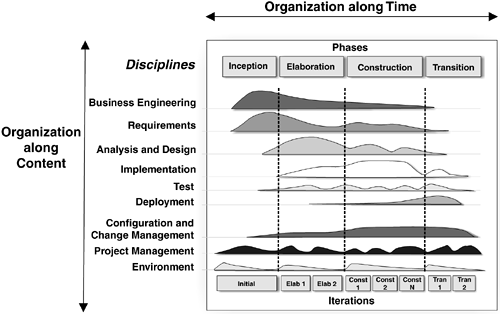 Organization along Time
Phases
Disciplines
Inception
Elaboration
Construction
Transition
Organization
along
Content
Business Engineering
Requirements
Analysis and Design
Implementation
Test
Deployment
Configuration and
Change Management
Project Management
Environment
Initial
Elab 1
Elab 2
Const
1
Const
2
Const
N
Tran
1
Tran
2
Iterations